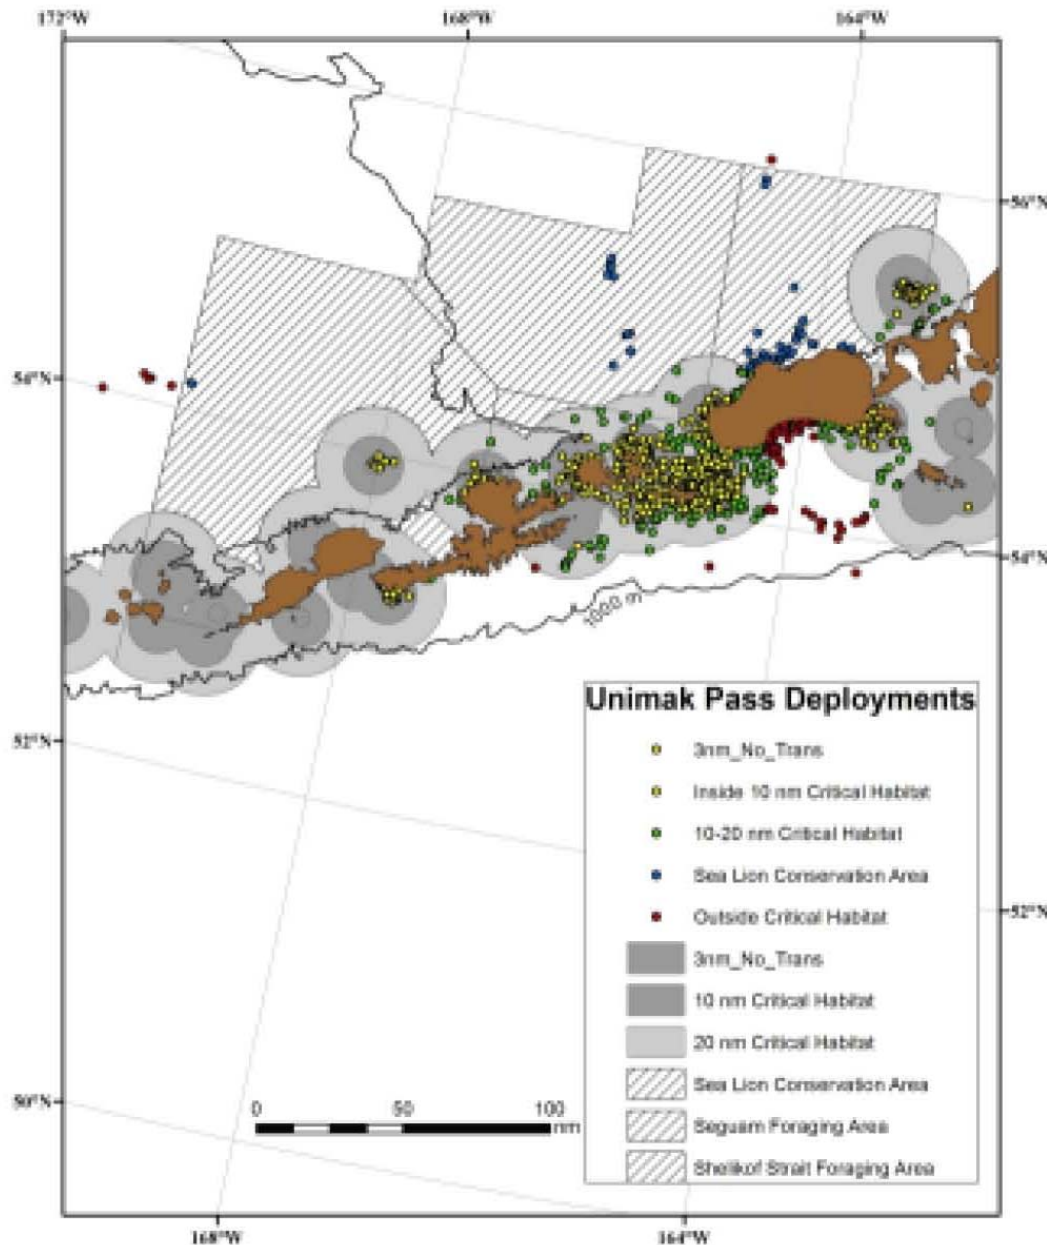 172°W 168°W 164°W
56°N
54°N
54°N
1000 m
Unimak Pass Deployments
3nm_No_Trans
52°N
Inside 10 nm Critical Habitat
10-20 nm Critical Habitat
Sea Lion Conservation Area
52°N
Outside Critical Habitat
3nm_No_Trans
10 nm Critical Habitat
20 nm Critical Habitat
Sea Lion Conservation Area
50°N
0 50 100
nm
Seguam Foraging Area
Shelikof Strait Foraging Area
168°W 164°W